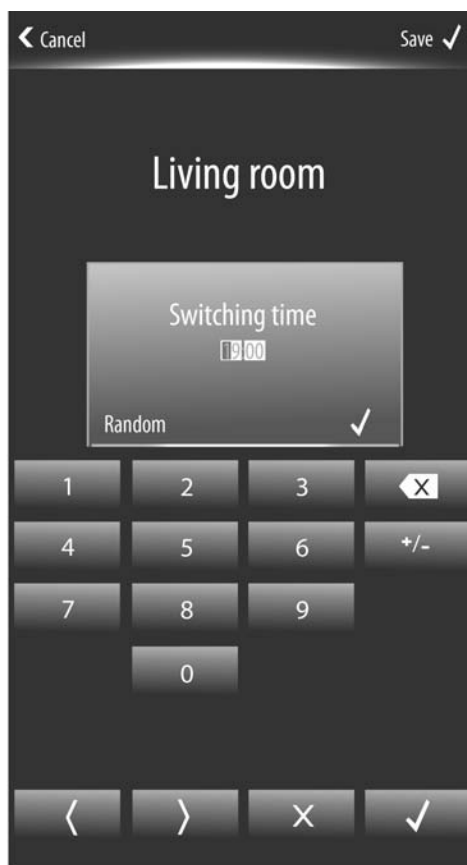 Cancel
Save
Living room
Switching time
19:00
Random
1 2 3 X
4 5 6 +/-
7 8 9
0
X